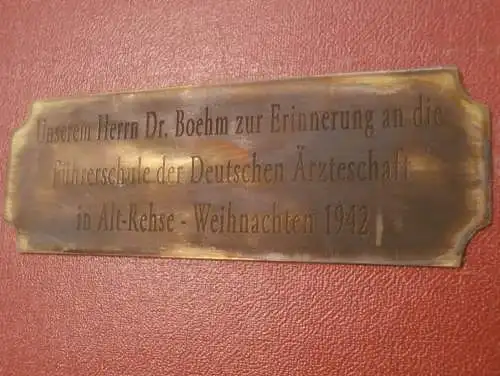 Unserem Herrn Dr. Boehm zur Erinnerung an die
Führerschule der Deutschen Ärzteschaft
in Alt-Rehse - Weihnachten 1942